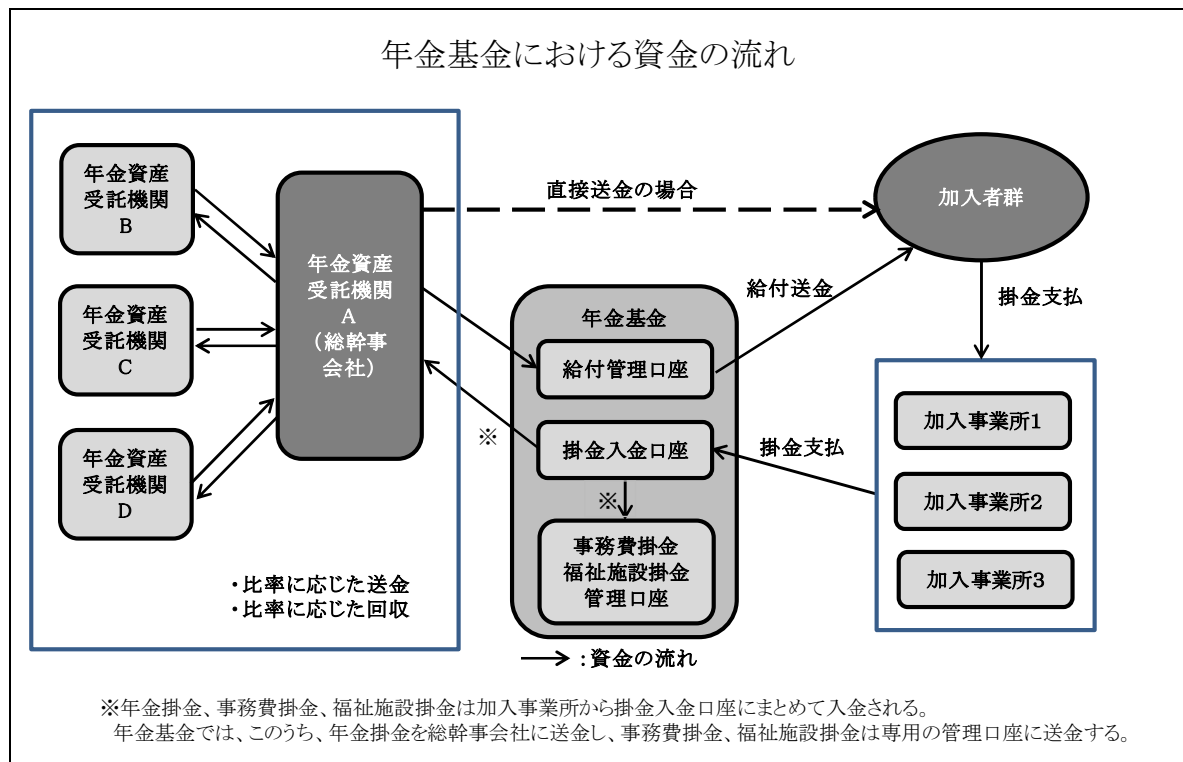 年金基金における資金の流れ
年金資産
受託機関
B
年金資産
受託機関
C
年金資産
受託機関
D
年金資産
受託機関
A
（総幹事
会社）
・比率に応じた送金
・比率に応じた回収
直接送金の場合
加入者群
給付送金
掛金支払
年金基金
給付管理口座
掛金入金口座
※
※
事務費掛金
福祉施設掛金
管理口座
掛金支払
加入事業所1
加入事業所2
加入事業所3
：資金の流れ
※年金掛金、事務費掛金、福祉施設掛金は加入事業所から掛金入金口座にまとめて入金される。
年金基金では、このうち、年金掛金を総幹事会社に送金し、事務費掛金、福祉施設掛金は専用の管理口座に送金する。